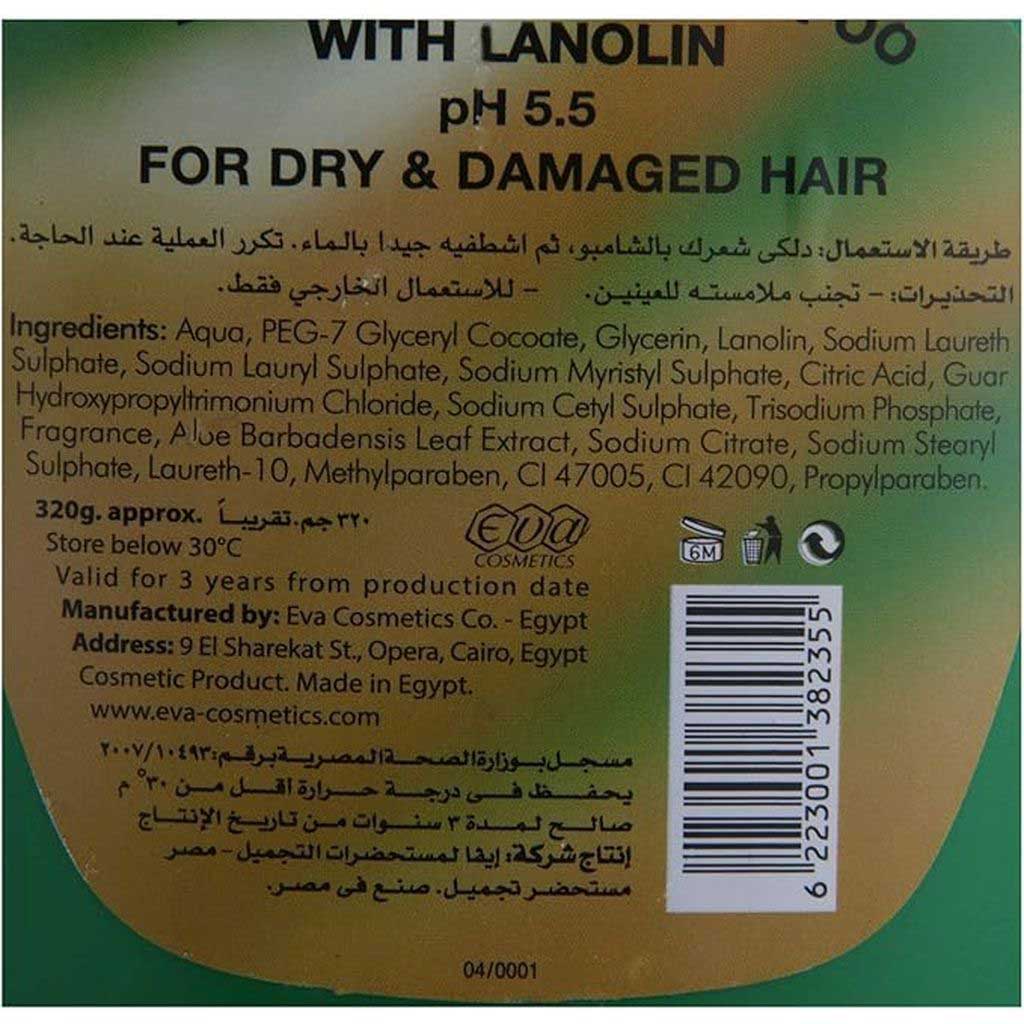 WITH LANOLIN
pH 5.5
FOR DRY & DAMAGED HAIR
طريقة الاستعمال: دلكى شعرك بالشامبو، ثم اشطفيه جيدا بالماء. تكرر العملية عند الحاجة.
التحذيرات: - تجنب ملامسته للعينين. - للاستعمال الخارجي فقط.
Ingredients: Aqua, PEG-7 Glyceryl Cocoate, Glycerin, Lanolin, Sodium Laureth
Sulphate, Sodium Lauryl Sulphate, Sodium Myristyl Sulphate, Citric Acid, Guar
Hydroxypropyltrimonium Chloride, Sodium Cetyl Sulphate, Trisodium Phosphate,
Fragrance, Aloe Barbadensis Leaf Extract, Sodium Citrate, Sodium Stearyl
Sulphate, Laureth-10, Methylparaben, CI 47005, CI 42090, Propylparaben.
320g. approx. ٣٢٠ جم. تقريباً
Eva
COSMETICS
6M
Store below 30°C
Valid for 3 years from production date
Manufactured by: Eva Cosmetics Co. - Egypt
Address: 9 El Sharekat St., Opera, Cairo, Egypt
Cosmetic Product. Made in Egypt.
www.eva-cosmetics.com
مسجل بوزارة الصحة المصرية برقم: ٢٠٠٧/١٠٤٩٣
يحفظ فى درجة حرارة أقل من ٣٠° م
صالح لمدة ٣ سنوات من تاريخ الإنتاج
إنتاج شركة: إيفا لمستحضرات التجميل - مصر
مستحضر تجميل. صنع فى مصر.
6 223001 382355
04/0001